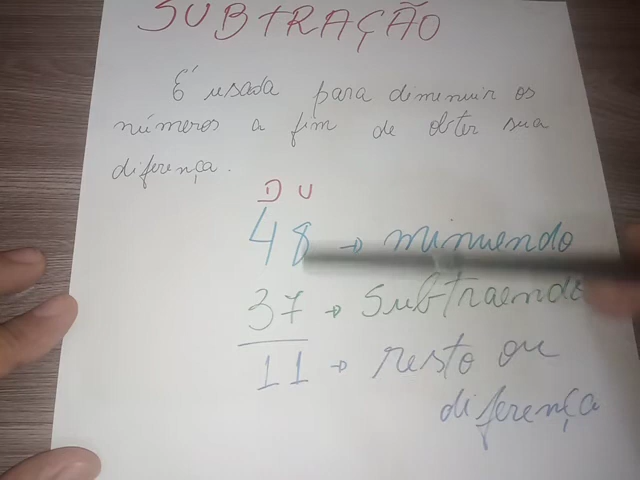 SUBTRAÇÃO
É usada para diminuir os
números a fim de obter sua
diferença.
D U
48 → minuendo
37 → Subtraendo
11 → resto ou
diferença